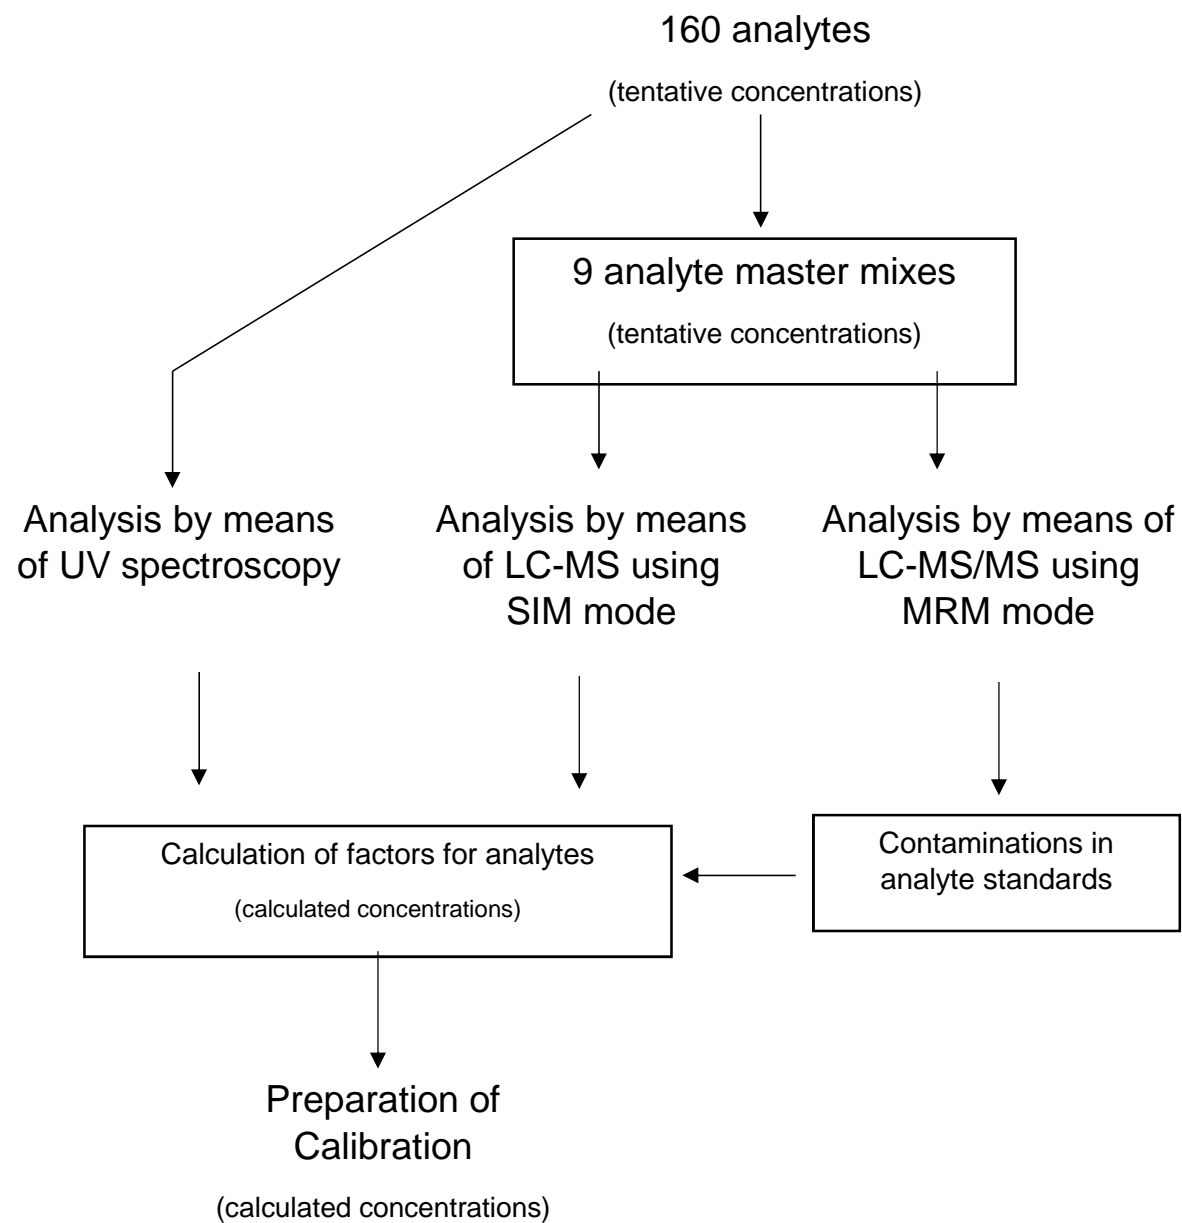 160 analytes
(tentative concentrations)
9 analyte master mixes
(tentative concentrations)
Analysis by means
of UV spectroscopy
Analysis by means
of LC-MS using
SIM mode
Analysis by means of
LC-MS/MS using
MRM mode
Calculation of factors for analytes
(calculated concentrations)
Contaminations in
analyte standards
Preparation of
Calibration
(calculated concentrations)